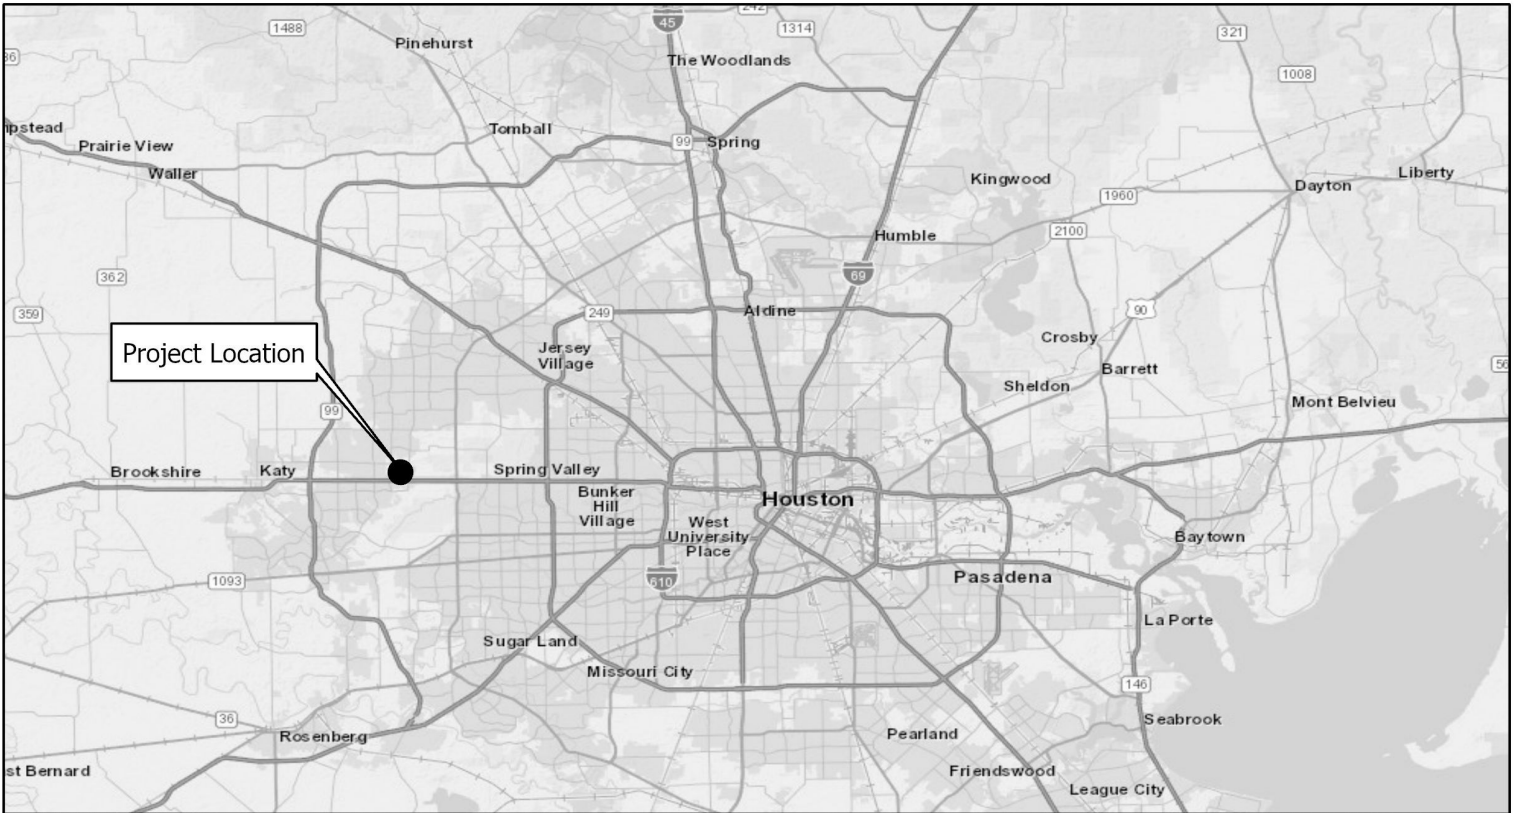 45
242
1488
1314
321
Pinehurst
The Woodlands
1008
Tomball
99
Spring
Prairie View
Waller
Kingwood
1960
Dayton
Liberty
2100
Humble
69
362
359
249
Aldine
90
Crosby
Jersey
Village
Project Location
Barrett
Sheldon
99
Mont Belvieu
Brookshire
Katy
Spring Valley
Bunker
Hill
Village
Houston
West
University
Place
Baytown
1093
610
Pasadena
La Porte
Sugar Land
Missouri City
146
36
Seabrook
Rosenberg
Pearland
st Bernard
Friendswood
League City